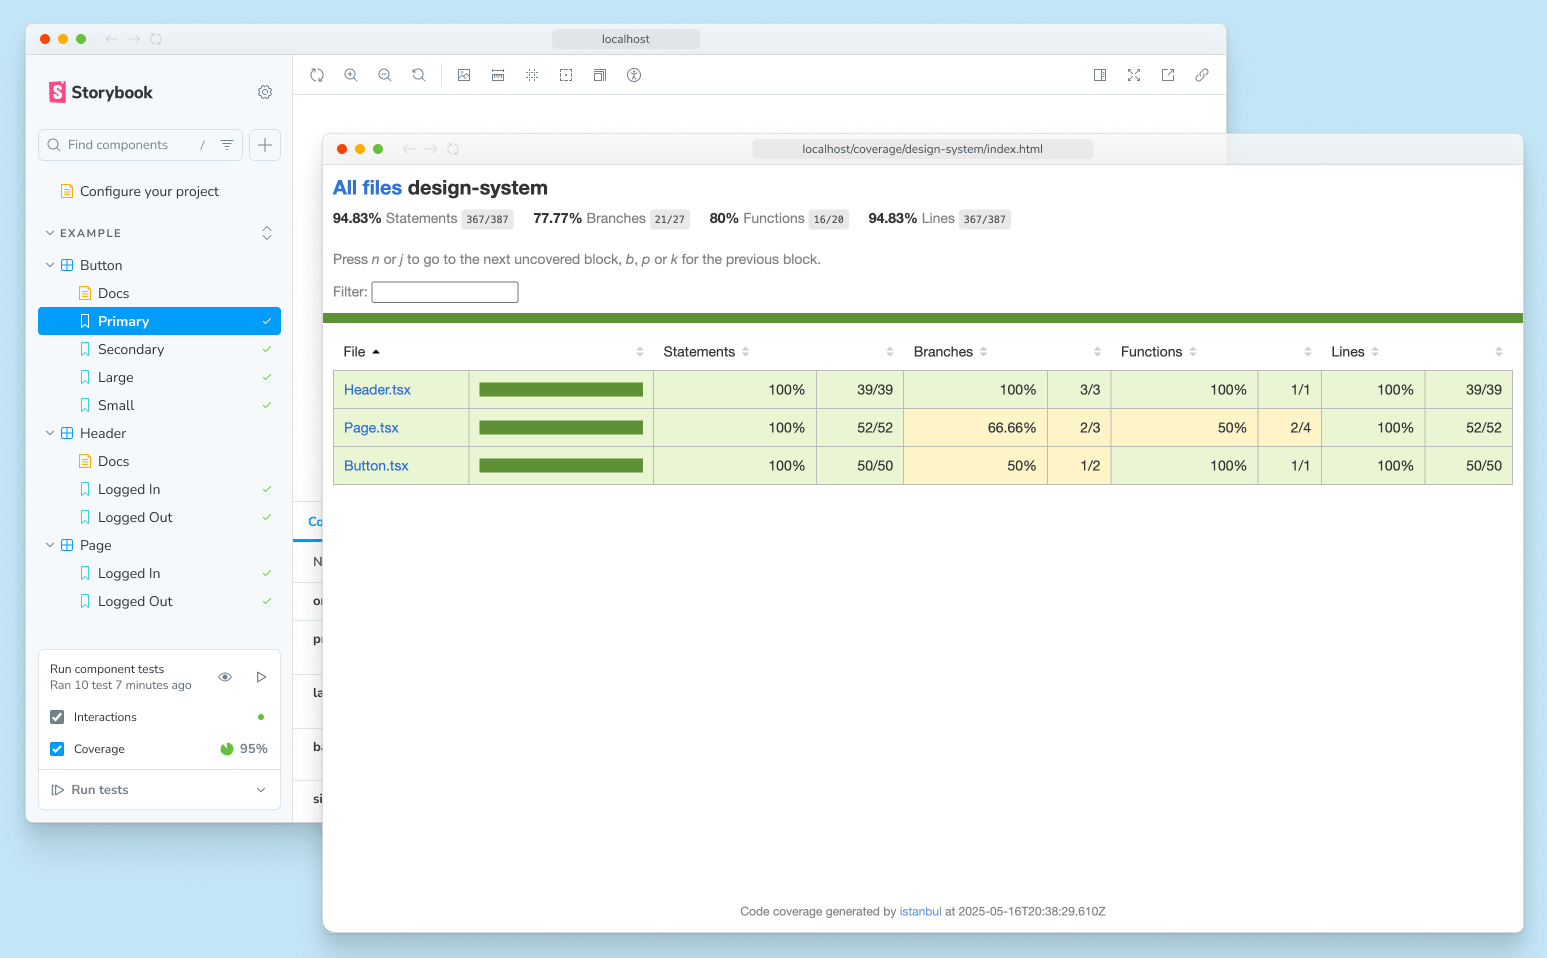 localhost
Storybook
Find components /
Configure your project
EXAMPLE
Button
Docs
Primary
Secondary
Large
Small
Header
Docs
Logged In
Logged Out
Page
Logged In
Logged Out
Run component tests
Ran 10 test 7 minutes ago
Interactions
Coverage 95%
Run tests
localhost/coverage/design-system/index.html
All files design-system
94.83% Statements 367/387 77.77% Branches 21/27 80% Functions 16/20 94.83% Lines 367/387
Press n or j to go to the next uncovered block, b, p or k for the previous block.
Filter:
File Statements Branches Functions Lines
Header.tsx 100% 39/39 100% 3/3 100% 1/1 100% 39/39
Page.tsx 100% 52/52 66.66% 2/3 50% 2/4 100% 52/52
Button.tsx 100% 50/50 50% 1/2 100% 1/1 100% 50/50
Code coverage generated by istanbul at 2025-05-16T20:38:29.610Z